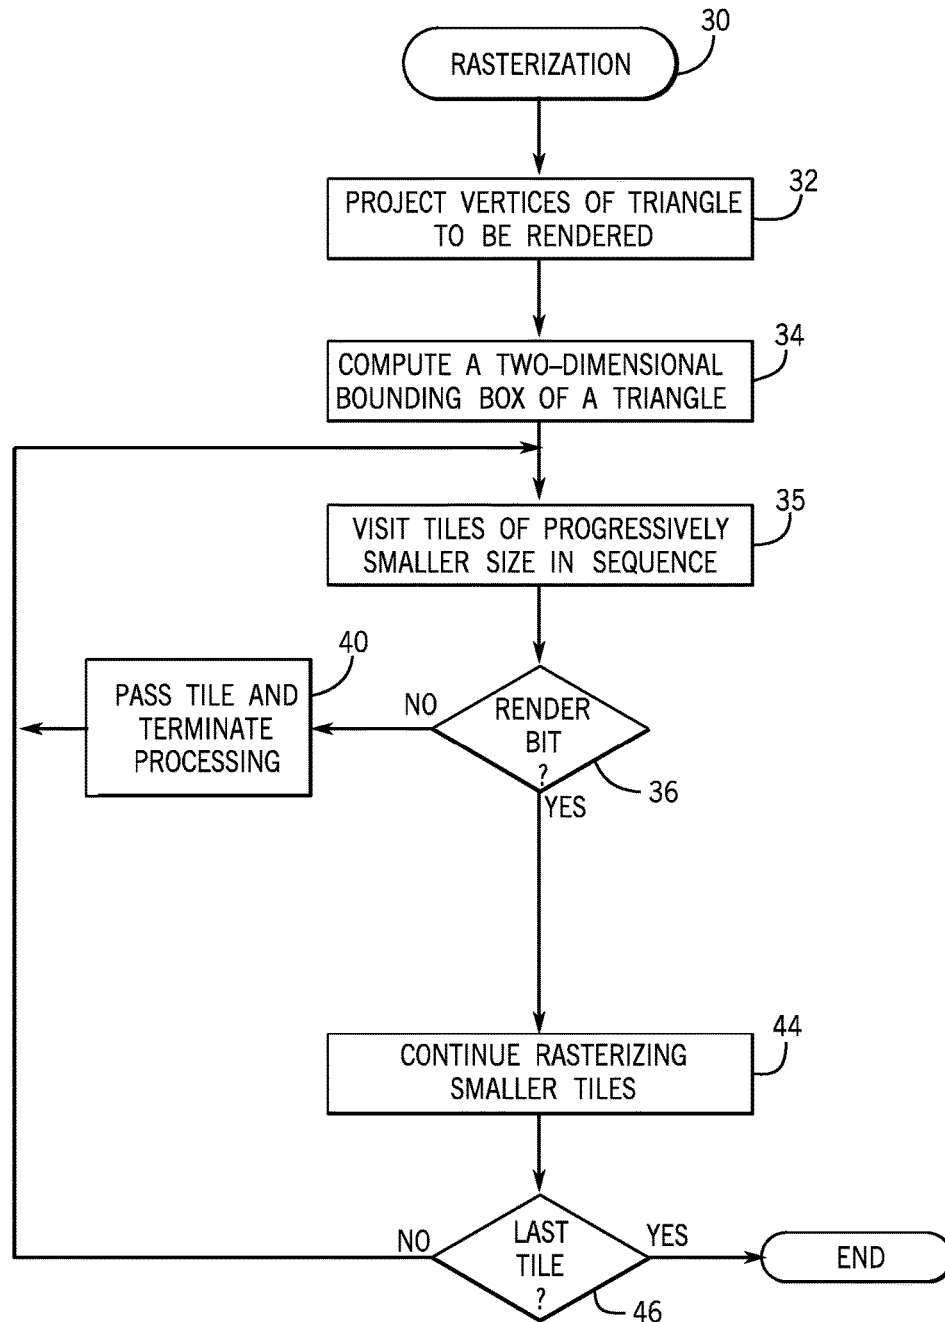 30
RASTERIZATION
32
PROJECT VERTICES OF TRIANGLE
TO BE RENDERED
34
COMPUTE A TWO–DIMENSIONAL
BOUNDING BOX OF A TRIANGLE
35
VISIT TILES OF PROGRESSIVELY
SMALLER SIZE IN SEQUENCE
40
PASS TILE AND
TERMINATE
PROCESSING
NO
RENDER
BIT
?
36
YES
44
CONTINUE RASTERIZING
SMALLER TILES
NO
LAST
TILE
?
YES
END
46